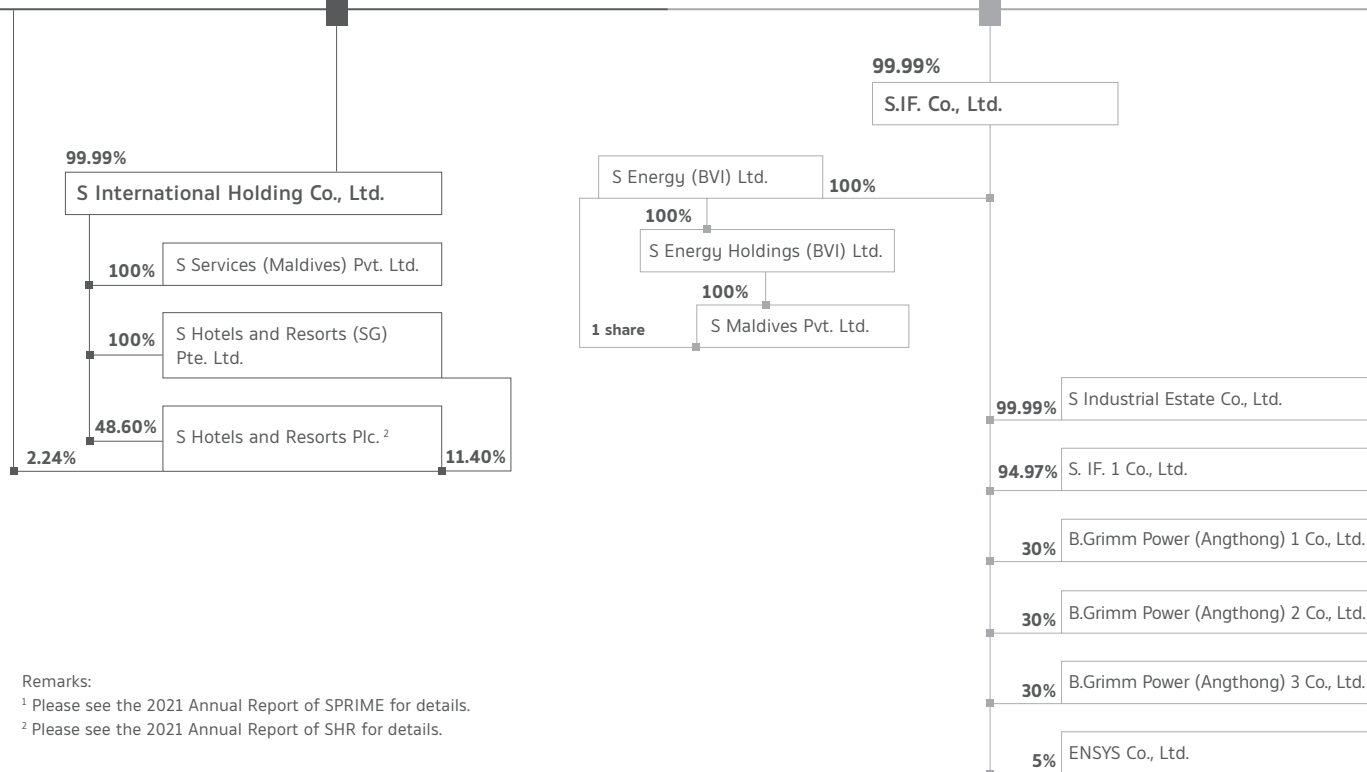 99.99%
S International Holding Co., Ltd.
100%
S Services (Maldives) Pvt. Ltd.
100%
S Hotels and Resorts (SG)
Pte. Ltd.
48.60%
S Hotels and Resorts Plc. ²
2.24%
11.40%
99.99%
S.IF. Co., Ltd.
S Energy (BVI) Ltd.
100%
100%
S Energy Holdings (BVI) Ltd.
100%
S Maldives Pvt. Ltd.
1 share
99.99%
S Industrial Estate Co., Ltd.
94.97%
S. IF. 1 Co., Ltd.
30%
B.Grimm Power (Angthong) 1 Co., Ltd.
30%
B.Grimm Power (Angthong) 2 Co., Ltd.
30%
B.Grimm Power (Angthong) 3 Co., Ltd.
5%
ENSYS Co., Ltd.
Remarks:
¹ Please see the 2021 Annual Report of SPRIME for details.
² Please see the 2021 Annual Report of SHR for details.